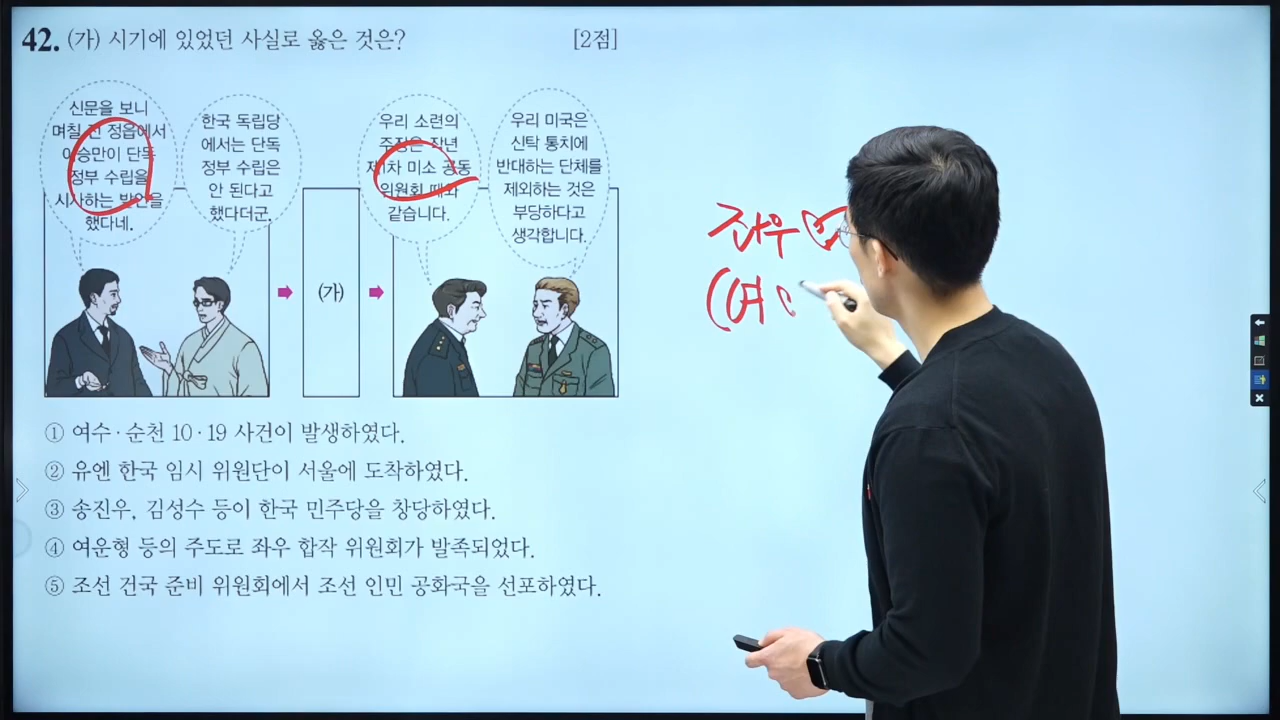 42. (가) 시기에 있었던 사실로 옳은 것은? [2점]
신문을 보니
며칠 전 정읍에서
이승만이 단독
정부 수립을
시사하는 발언을
했다네.
한국 독립당
에서는 단독
정부 수립은
안 된다고
했다더군.
(가)
우리 소련의
주장은 작년
제1차 미소 공동
위원회 때와
같습니다.
우리 미국은
신탁 통치에
반대하는 단체를
제외하는 것은
부당하다고
생각합니다.
① 여수·순천 10·19 사건이 발생하였다.
② 유엔 한국 임시 위원단이 서울에 도착하였다.
③ 송진우, 김성수 등이 한국 민주당을 창당하였다.
④ 여운형 등의 주도로 좌우 합작 위원회가 발족되었다.
⑤ 조선 건국 준비 위원회에서 조선 인민 공화국을 선포하였다.
좌우
(여